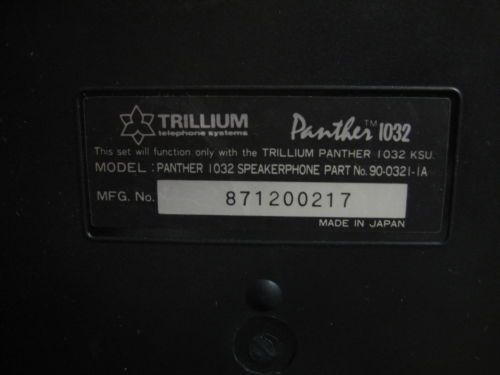 TRILLIUM Panther™ 1032
telephone systems
This set will function only with the TRILLIUM PANTHER 1032 KSU.
MODEL : PANTHER 1032 SPEAKERPHONE PART No. 90-0321-1A
MFG. No. 871200217
MADE IN JAPAN